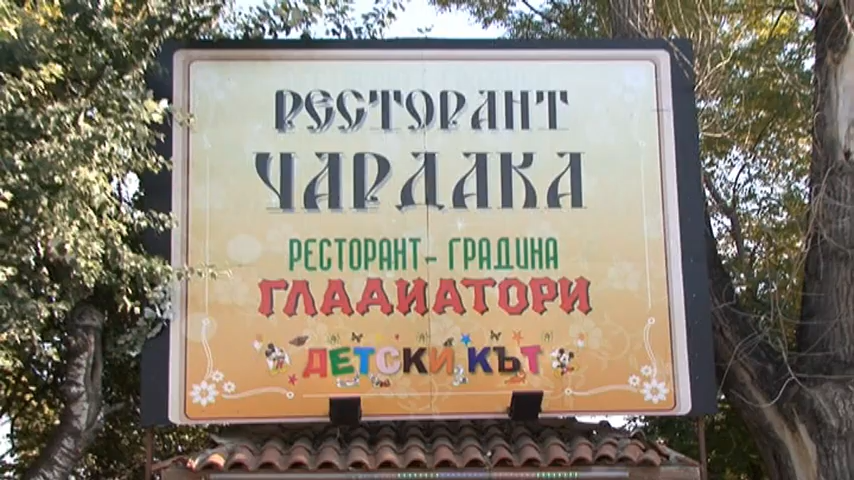 РЕСТОРАНТ
ЧАРДАКА
РЕСТОРАНТ - ГРАДИНА
ГЛАДИАТОРИ
ДЕТСКИ КЪТ